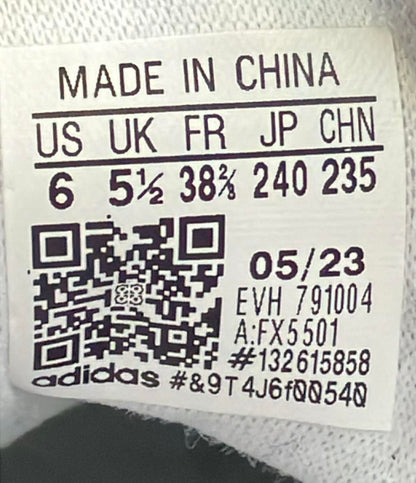 MADE IN CHINA
US UK FR JP CHN
6 5½ 38⅔ 240 235
05/23
EVH 791004
A:FX5501
#132615858
adidas #&9T4J6f00540